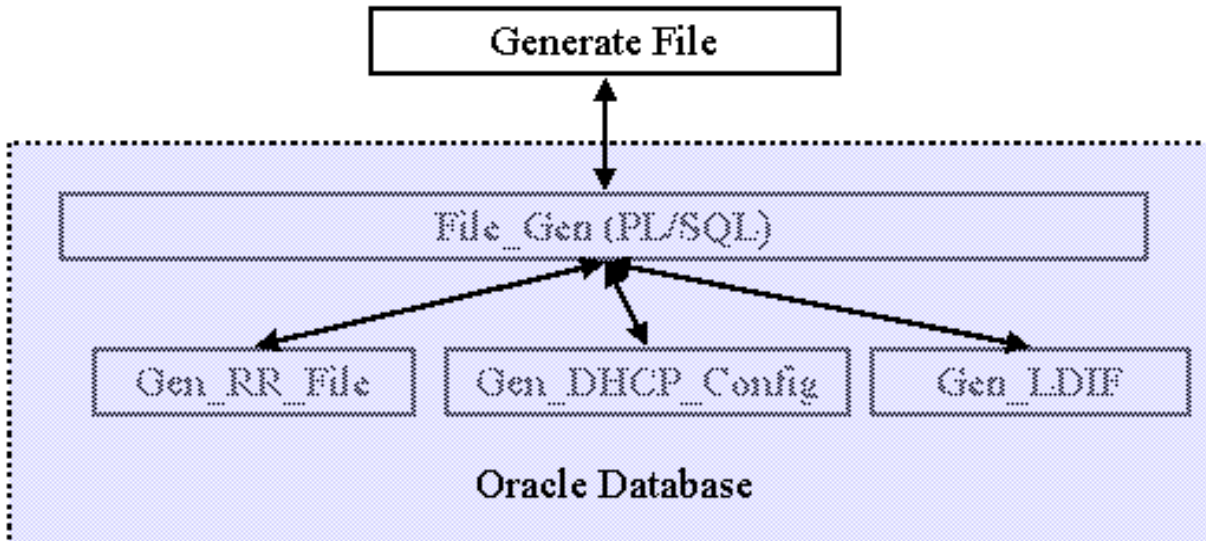 Generate File
File_Gen (PL/SQL)
Gen_RR_File
Gen_DHCP_Config
Gen_LDIF
Oracle Database